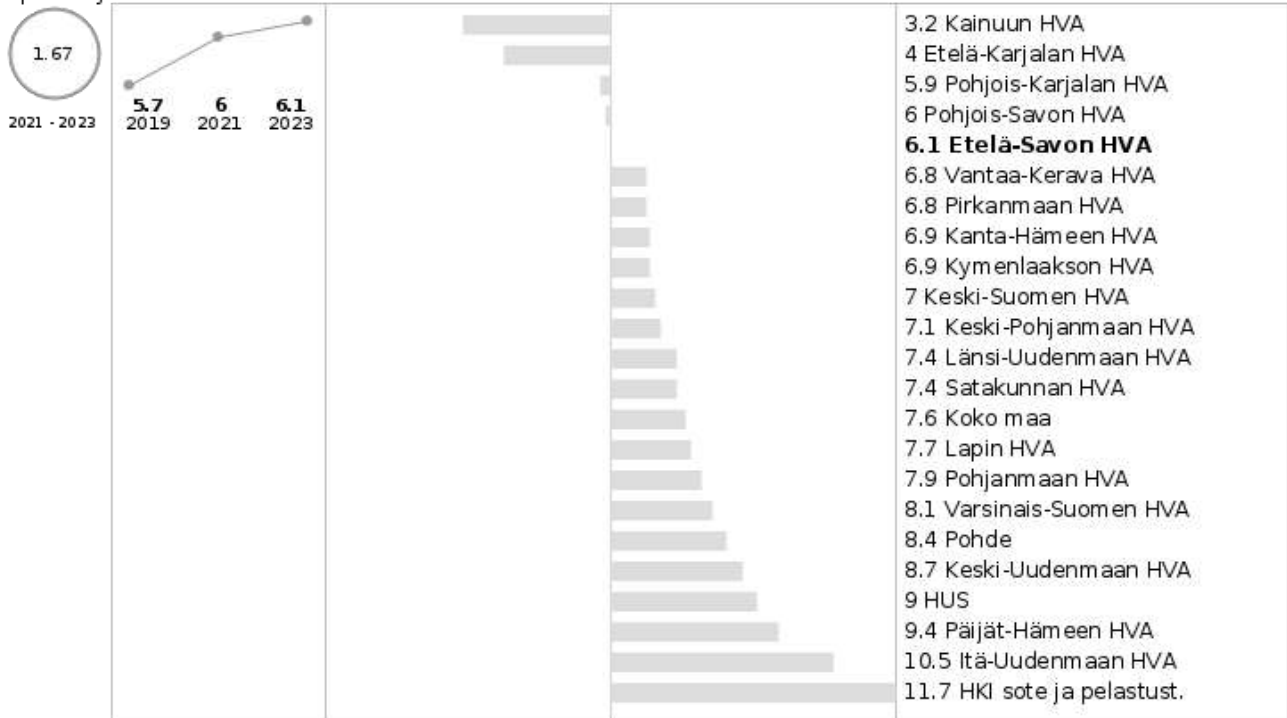 1.67
2021 - 2023
5.7 6 6.1
2019 2021 2023
3.2 Kainuun HVA
4 Etelä-Karjalan HVA
5.9 Pohjois-Karjalan HVA
6 Pohjois-Savon HVA
6.1 Etelä-Savon HVA
6.8 Vantaa-Kerava HVA
6.8 Pirkanmaan HVA
6.9 Kanta-Hämeen HVA
6.9 Kymenlaakson HVA
7 Keski-Suomen HVA
7.1 Keski-Pohjanmaan HVA
7.4 Länsi-Uudenmaan HVA
7.4 Satakunnan HVA
7.6 Koko maa
7.7 Lapin HVA
7.9 Pohjanmaan HVA
8.1 Varsinais-Suomen HVA
8.4 Pohde
8.7 Keski-Uudenmaan HVA
9 HUS
9.4 Päijät-Hämeen HVA
10.5 Itä-Uudenmaan HVA
11.7 HKI sote ja pelastust.